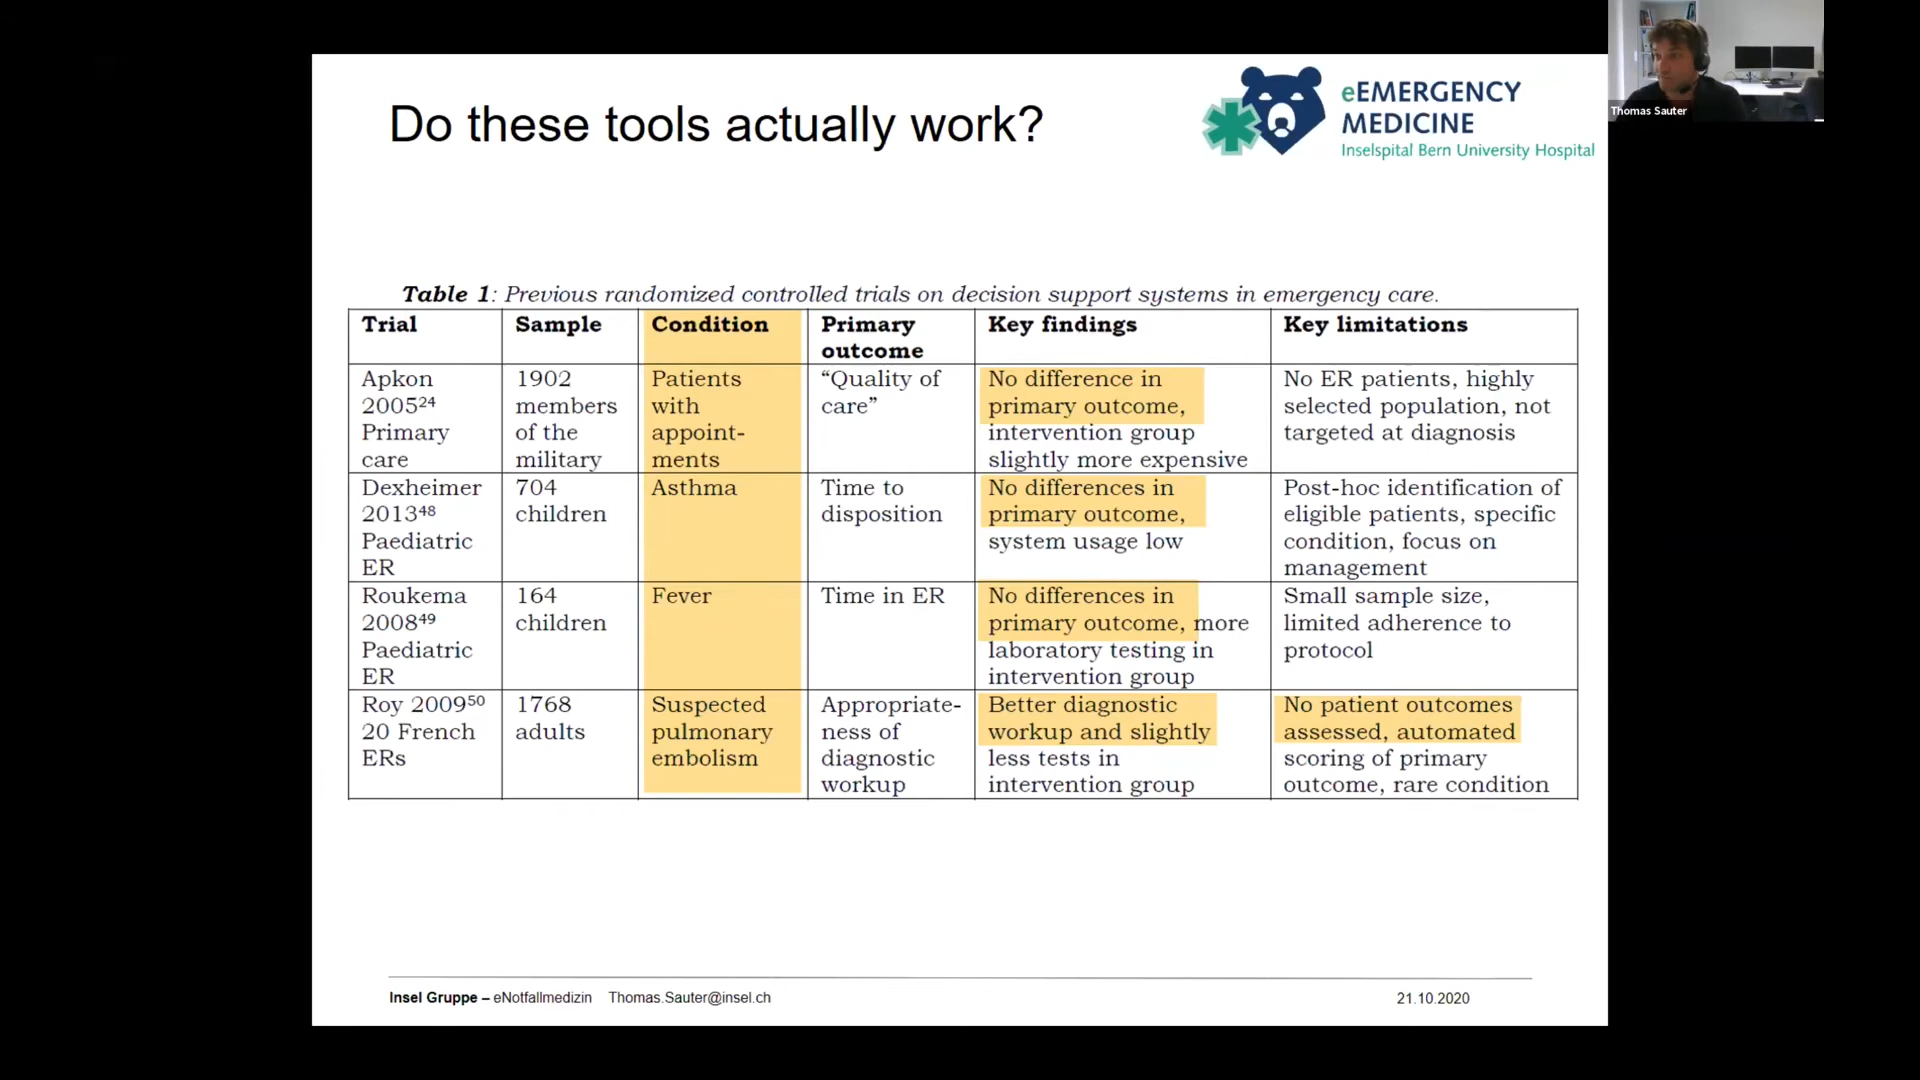 Do these tools actually work?
eEMERGENCY
MEDICINE
Inselspital Bern University Hospital
Thomas Sauter
Table 1: Previous randomized controlled trials on decision support systems in emergency care.
Trial
Sample
Condition
Primary
outcome
Key findings
Key limitations
Apkon
2005²⁴
Primary
care
1902
members
of the
military
Patients
with
appoint-
ments
“Quality of
care”
No difference in
primary outcome,
intervention group
slightly more expensive
No ER patients, highly
selected population, not
targeted at diagnosis
Dexheimer
2013⁴⁸
Paediatric
ER
704
children
Asthma
Time to
disposition
No differences in
primary outcome,
system usage low
Post-hoc identification of
eligible patients, specific
condition, focus on
management
Roukema
2008⁴⁹
Paediatric
ER
164
children
Fever
Time in ER
No differences in
primary outcome, more
laboratory testing in
intervention group
Small sample size,
limited adherence to
protocol
Roy 2009⁵⁰
20 French
ERs
1768
adults
Suspected
pulmonary
embolism
Appropriate-
ness of
diagnostic
workup
Better diagnostic
workup and slightly
less tests in
intervention group
No patient outcomes
assessed, automated
scoring of primary
outcome, rare condition
Insel Gruppe – eNotfallmedizin Thomas.Sauter@insel.ch
21.10.2020